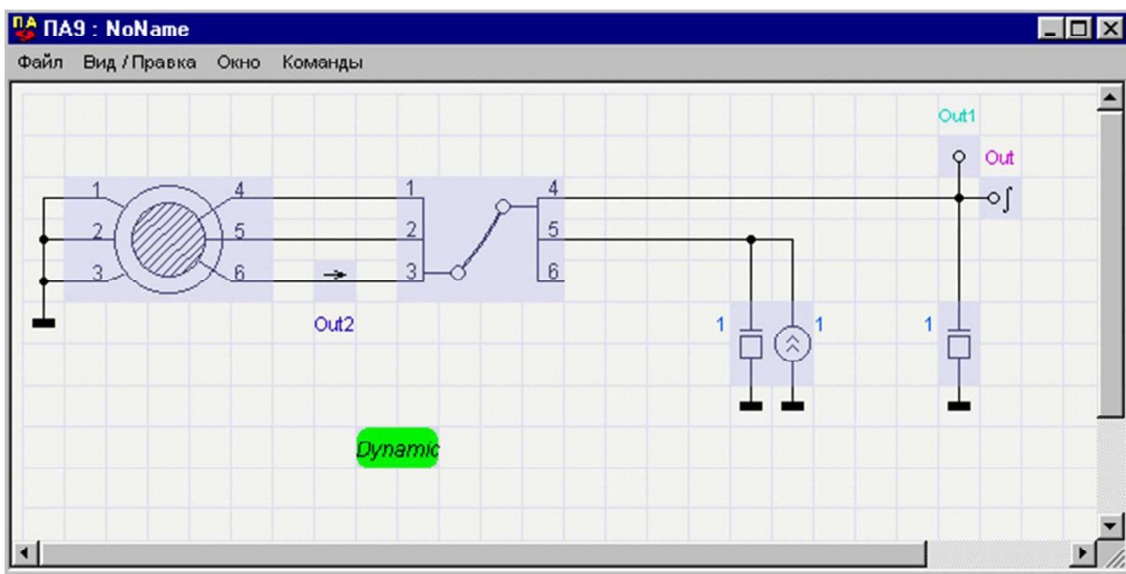 ПА9 : NoName
Файл Вид / Правка Окно Команды
Out1
Out
1 4 1 4
2 5 2 5
3 6 3 6
Out2 1 1 1
Dynamic